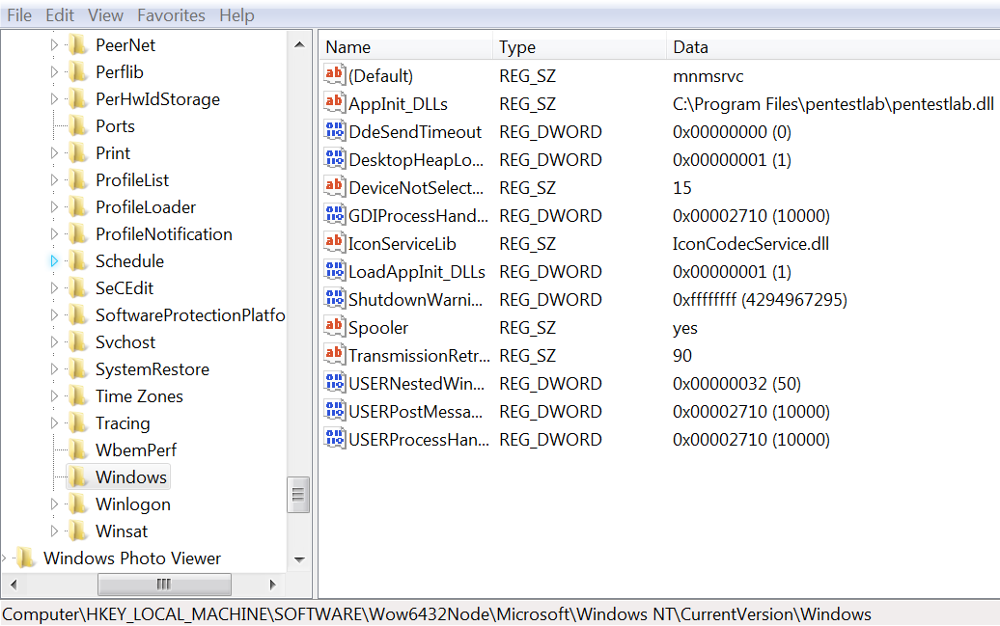 File Edit View Favorites Help
PeerNet
Perflib
PerHwIdStorage
Ports
Print
ProfileList
ProfileLoader
ProfileNotification
Schedule
SeCEdit
SoftwareProtectionPlatfo
Svchost
SystemRestore
Time Zones
Tracing
WbemPerf
Windows
Winlogon
Winsat
Windows Photo Viewer
Name Type Data
(Default) REG_SZ mnmsrvc
AppInit_DLLs REG_SZ C:\Program Files\pentestlab\pentestlab.dll
DdeSendTimeout REG_DWORD 0x00000000 (0)
DesktopHeapLo... REG_DWORD 0x00000001 (1)
DeviceNotSelect... REG_SZ 15
GDIProcessHand... REG_DWORD 0x00002710 (10000)
IconServiceLib REG_SZ IconCodecService.dll
LoadAppInit_DLLs REG_DWORD 0x00000001 (1)
ShutdownWarni... REG_DWORD 0xffffffff (4294967295)
Spooler REG_SZ yes
TransmissionRetr... REG_SZ 90
USERNestedWin... REG_DWORD 0x00000032 (50)
USERPostMessa... REG_DWORD 0x00002710 (10000)
USERProcessHan... REG_DWORD 0x00002710 (10000)
Computer\HKEY_LOCAL_MACHINE\SOFTWARE\Wow6432Node\Microsoft\Windows NT\CurrentVersion\Windows